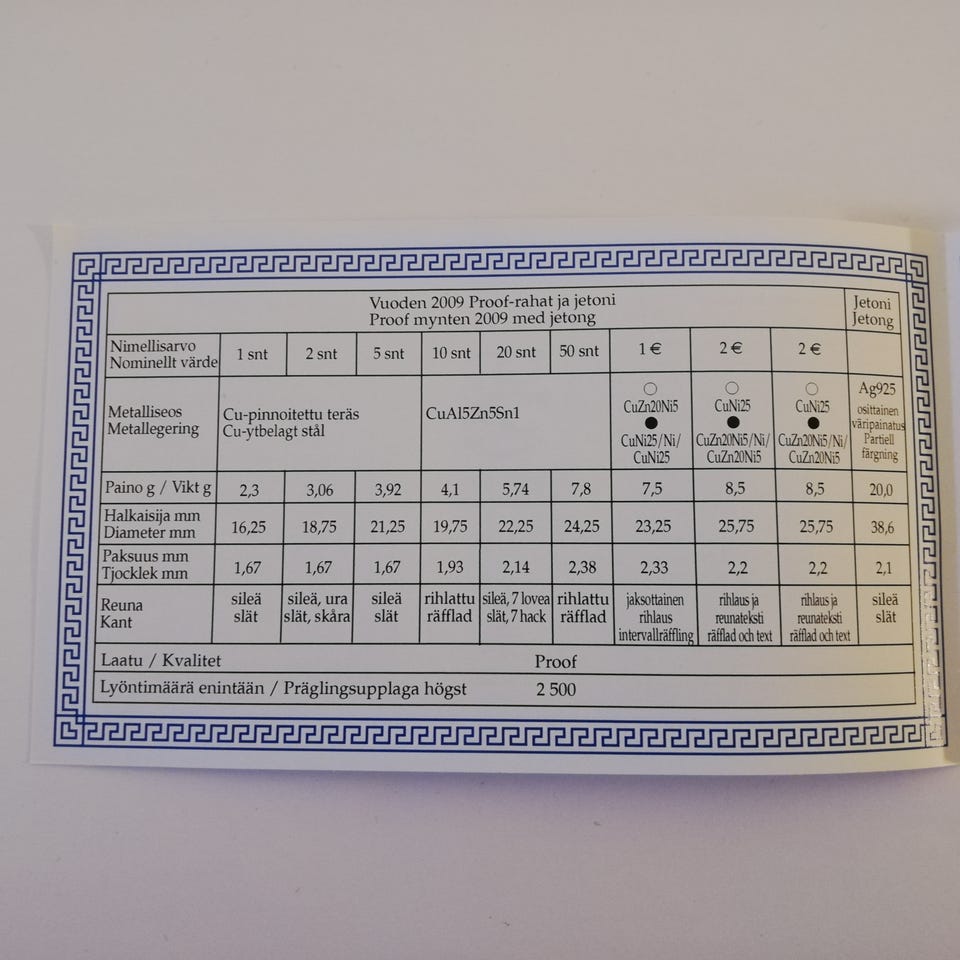 Vuoden 2009 Proof-rahat ja jetoni
Proof mynten 2009 med jetong
Jetoni
Jetong
Nimellisarvo
Nominellt värde
1 snt
2 snt
5 snt
10 snt
20 snt
50 snt
1 €
2 €
2 €
Metalliseos
Metallegering
Cu-pinnoitettu teräs
Cu-ytbelagt stål
CuAl5Zn5Sn1
○
CuZn20Ni5
●
CuNi25/Ni/
CuNi25
○
CuNi25
●
CuZn20Ni5/Ni/
CuZn20Ni5
○
CuNi25
●
CuZn20Ni5/Ni/
CuZn20Ni5
Ag925
osittainen
väripainatus
Partiell
färgning
Paino g / Vikt g
2,3
3,06
3,92
4,1
5,74
7,8
7,5
8,5
8,5
20,0
Halkaisija mm
Diameter mm
16,25
18,75
21,25
19,75
22,25
24,25
23,25
25,75
25,75
38,6
Paksuus mm
Tjocklek mm
1,67
1,67
1,67
1,93
2,14
2,38
2,33
2,2
2,2
2,1
Reuna
Kant
sileä
slät
sileä, ura
slät, skåra
sileä
slät
rihlattu
räfflad
sileä, 7 lovea
slät, 7 hack
rihlattu
räfflad
jaksottainen
rihlaus
intervallräffling
rihlaus ja
reunateksti
räfflad och text
rihlaus ja
reunateksti
räfflad och text
sileä
slät
Laatu / Kvalitet
Proof
Lyöntimäärä enintään / Präglingsupplaga högst
2 500